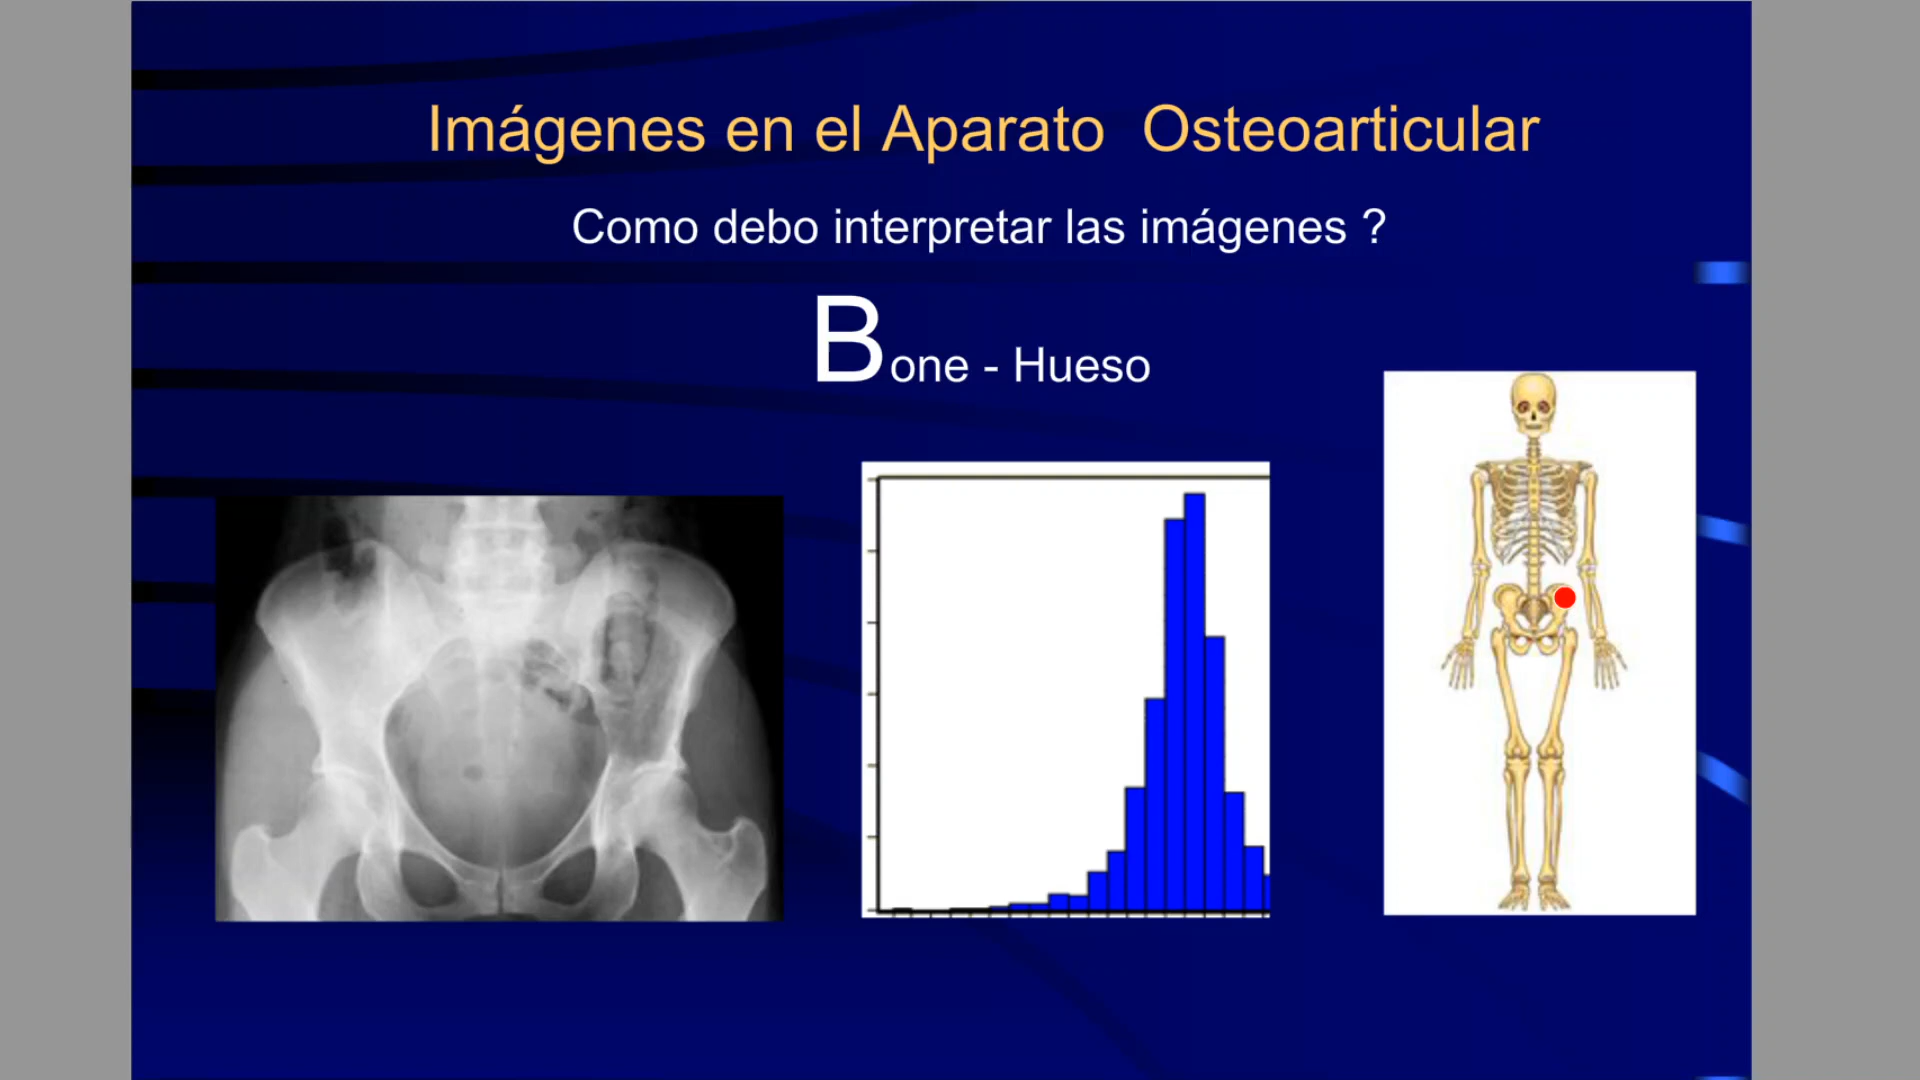 Imágenes en el Aparato  Osteoarticular
Como debo interpretar las imágenes ?
Bone - Hueso